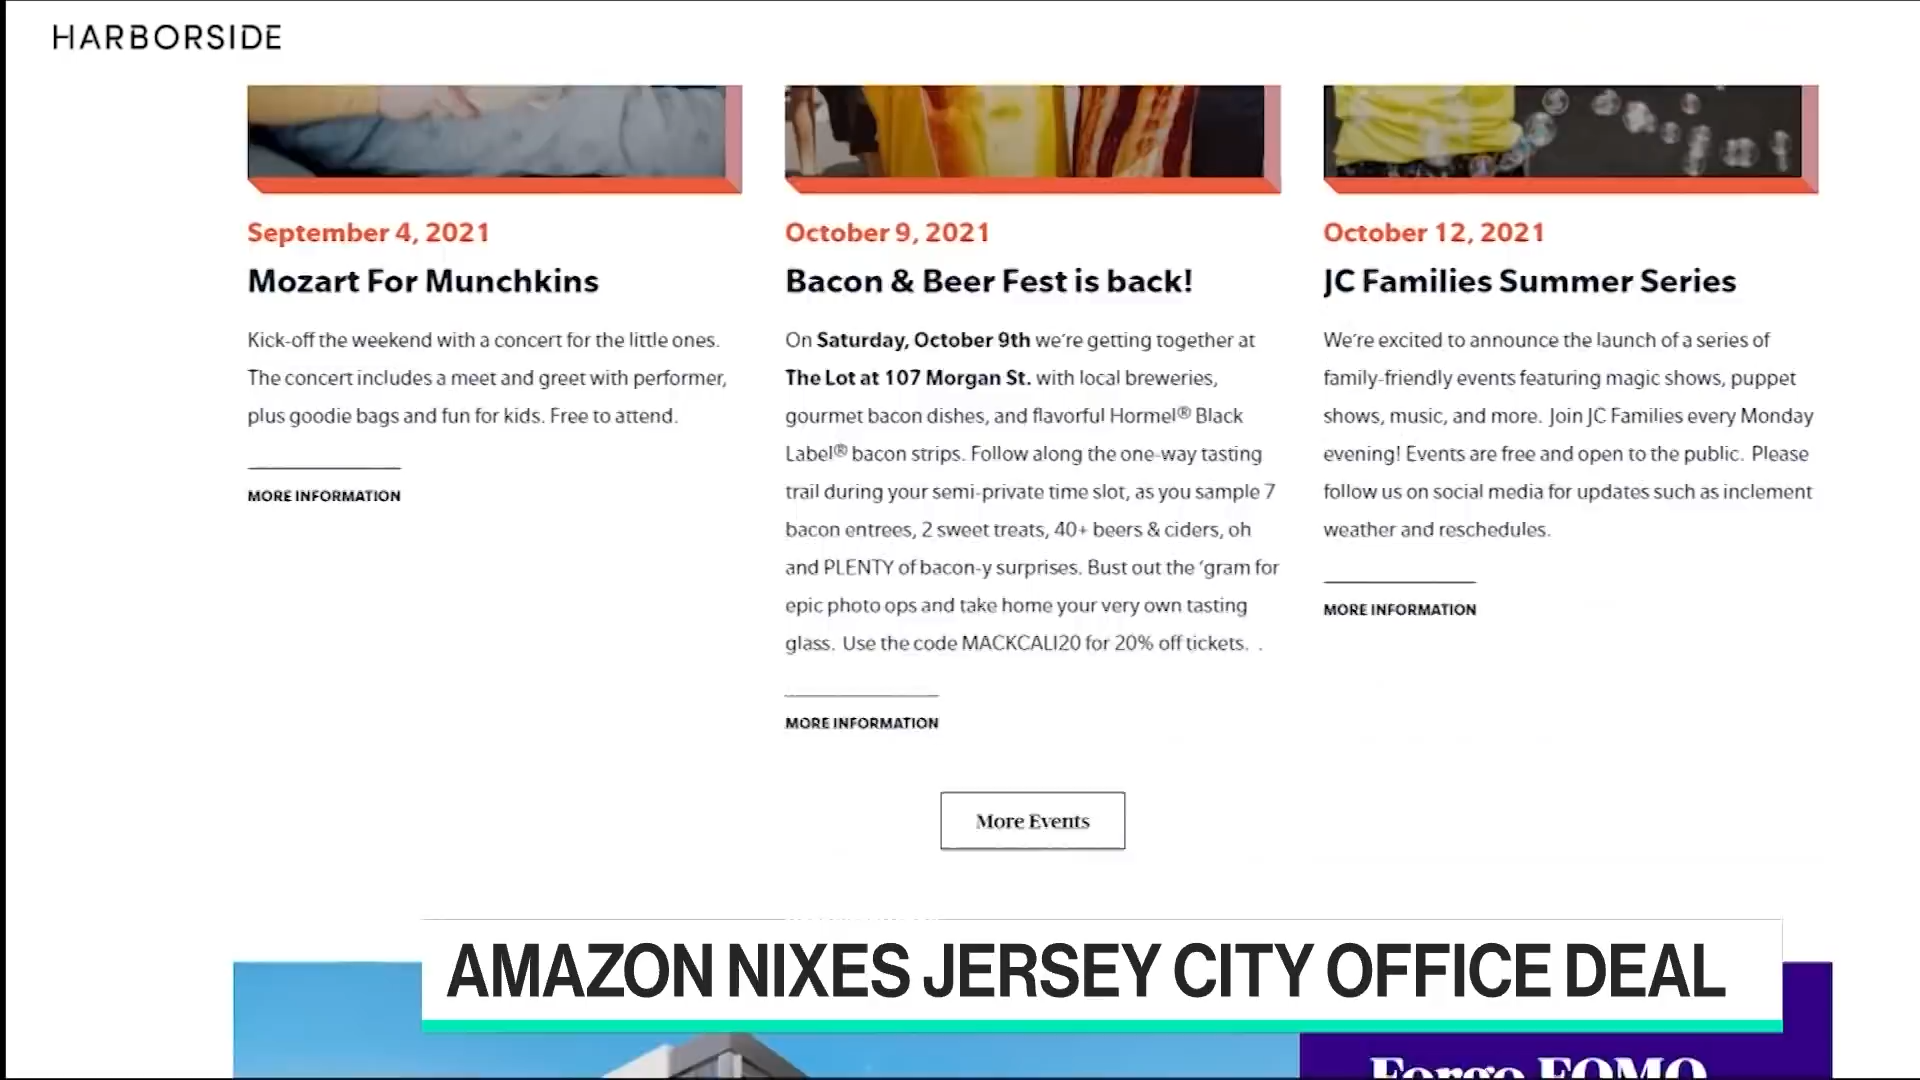 HARBORSIDE
September 4, 2021
Mozart For Munchkins
Kick-off the weekend with a concert for the little ones.
The concert includes a meet and greet with performer,
plus goodie bags and fun for kids. Free to attend.
MORE INFORMATION
October 9, 2021
Bacon & Beer Fest is back!
On Saturday, October 9th we're getting together at
The Lot at 107 Morgan St. with local breweries,
gourmet bacon dishes, and flavorful Hormel® Black
Label® bacon strips. Follow along the one-way tasting
trail during your semi-private time slot, as you sample 7
bacon entrees, 2 sweet treats, 40+ beers & ciders, oh
and PLENTY of bacon-y surprises. Bust out the ‘gram for
epic photo ops and take home your very own tasting
glass. Use the code MACKCALI20 for 20% off tickets. .
MORE INFORMATION
October 12, 2021
JC Families Summer Series
We're excited to announce the launch of a series of
family-friendly events featuring magic shows, puppet
shows, music, and more. Join JC Families every Monday
evening! Events are free and open to the public. Please
follow us on social media for updates such as inclement
weather and reschedules.
MORE INFORMATION
More Events
AMAZON NIXES JERSEY CITY OFFICE DEAL
Forgo FOMO